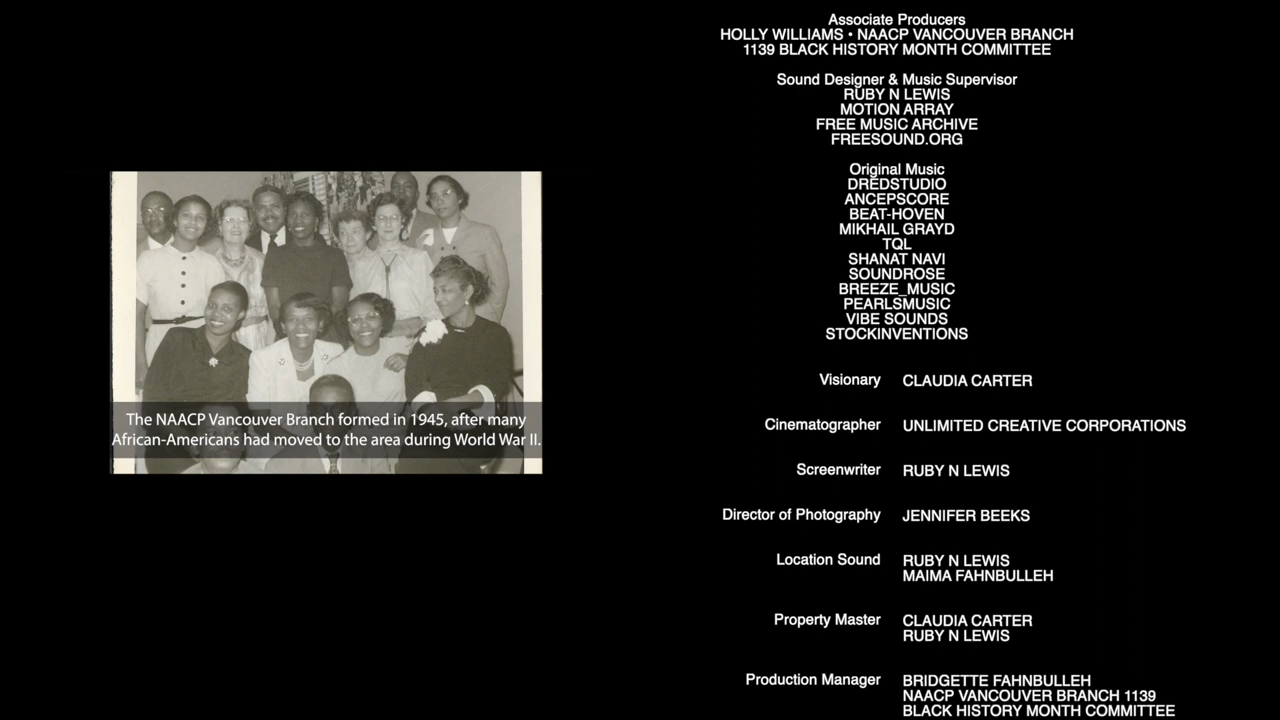 The NAACP Vancouver Branch formed in 1945, after many
African-Americans had moved to the area during World War II.
Associate Producers
HOLLY WILLIAMS • NAACP VANCOUVER BRANCH
1139 BLACK HISTORY MONTH COMMITTEE
Sound Designer & Music Supervisor
RUBY N LEWIS
MOTION ARRAY
FREE MUSIC ARCHIVE
FREESOUND.ORG
Original Music
DREDSTUDIO
ANCEPSCORE
BEAT-HOVEN
MIKHAIL GRAYD
TQL
SHANAT NAVI
SOUNDROSE
BREEZE_MUSIC
PEARLSMUSIC
VIBE SOUNDS
STOCKINVENTIONS
Visionary CLAUDIA CARTER
Cinematographer UNLIMITED CREATIVE CORPORATIONS
Screenwriter RUBY N LEWIS
Director of Photography JENNIFER BEEKS
Location Sound RUBY N LEWIS
MAIMA FAHNBULLEH
Property Master CLAUDIA CARTER
RUBY N LEWIS
Production Manager BRIDGETTE FAHNBULLEH
NAACP VANCOUVER BRANCH 1139
BLACK HISTORY MONTH COMMITTEE